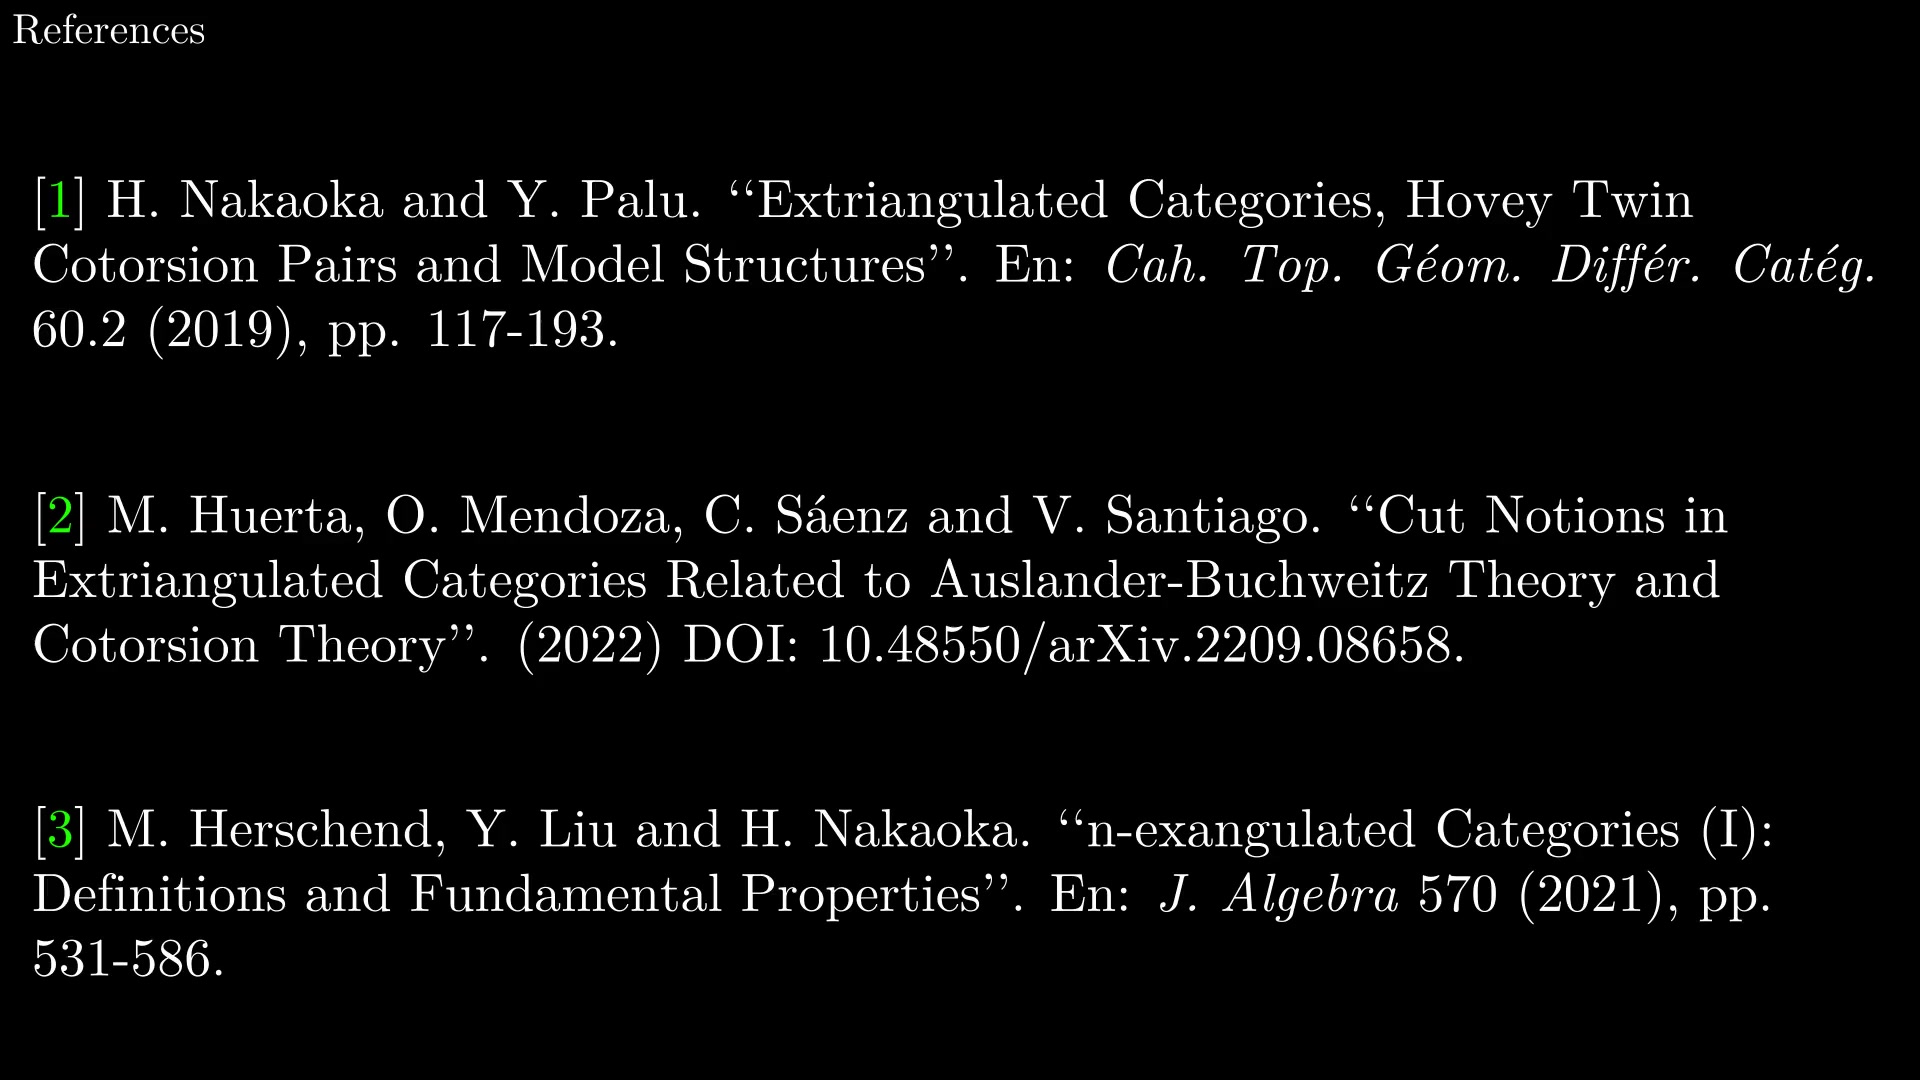 References
[1] H. Nakaoka and Y. Palu. ‘‘Extriangulated Categories, Hovey Twin
Cotorsion Pairs and Model Structures’’. En: Cah. Top. Géom. Différ. Catég.
60.2 (2019), pp. 117-193.
[2] M. Huerta, O. Mendoza, C. Sáenz and V. Santiago. ‘‘Cut Notions in
Extriangulated Categories Related to Auslander-Buchweitz Theory and
Cotorsion Theory’’. (2022) DOI: 10.48550/arXiv.2209.08658.
[3] M. Herschend, Y. Liu and H. Nakaoka. ‘‘n-exangulated Categories (I):
Definitions and Fundamental Properties’’. En: J. Algebra 570 (2021), pp.
531-586.